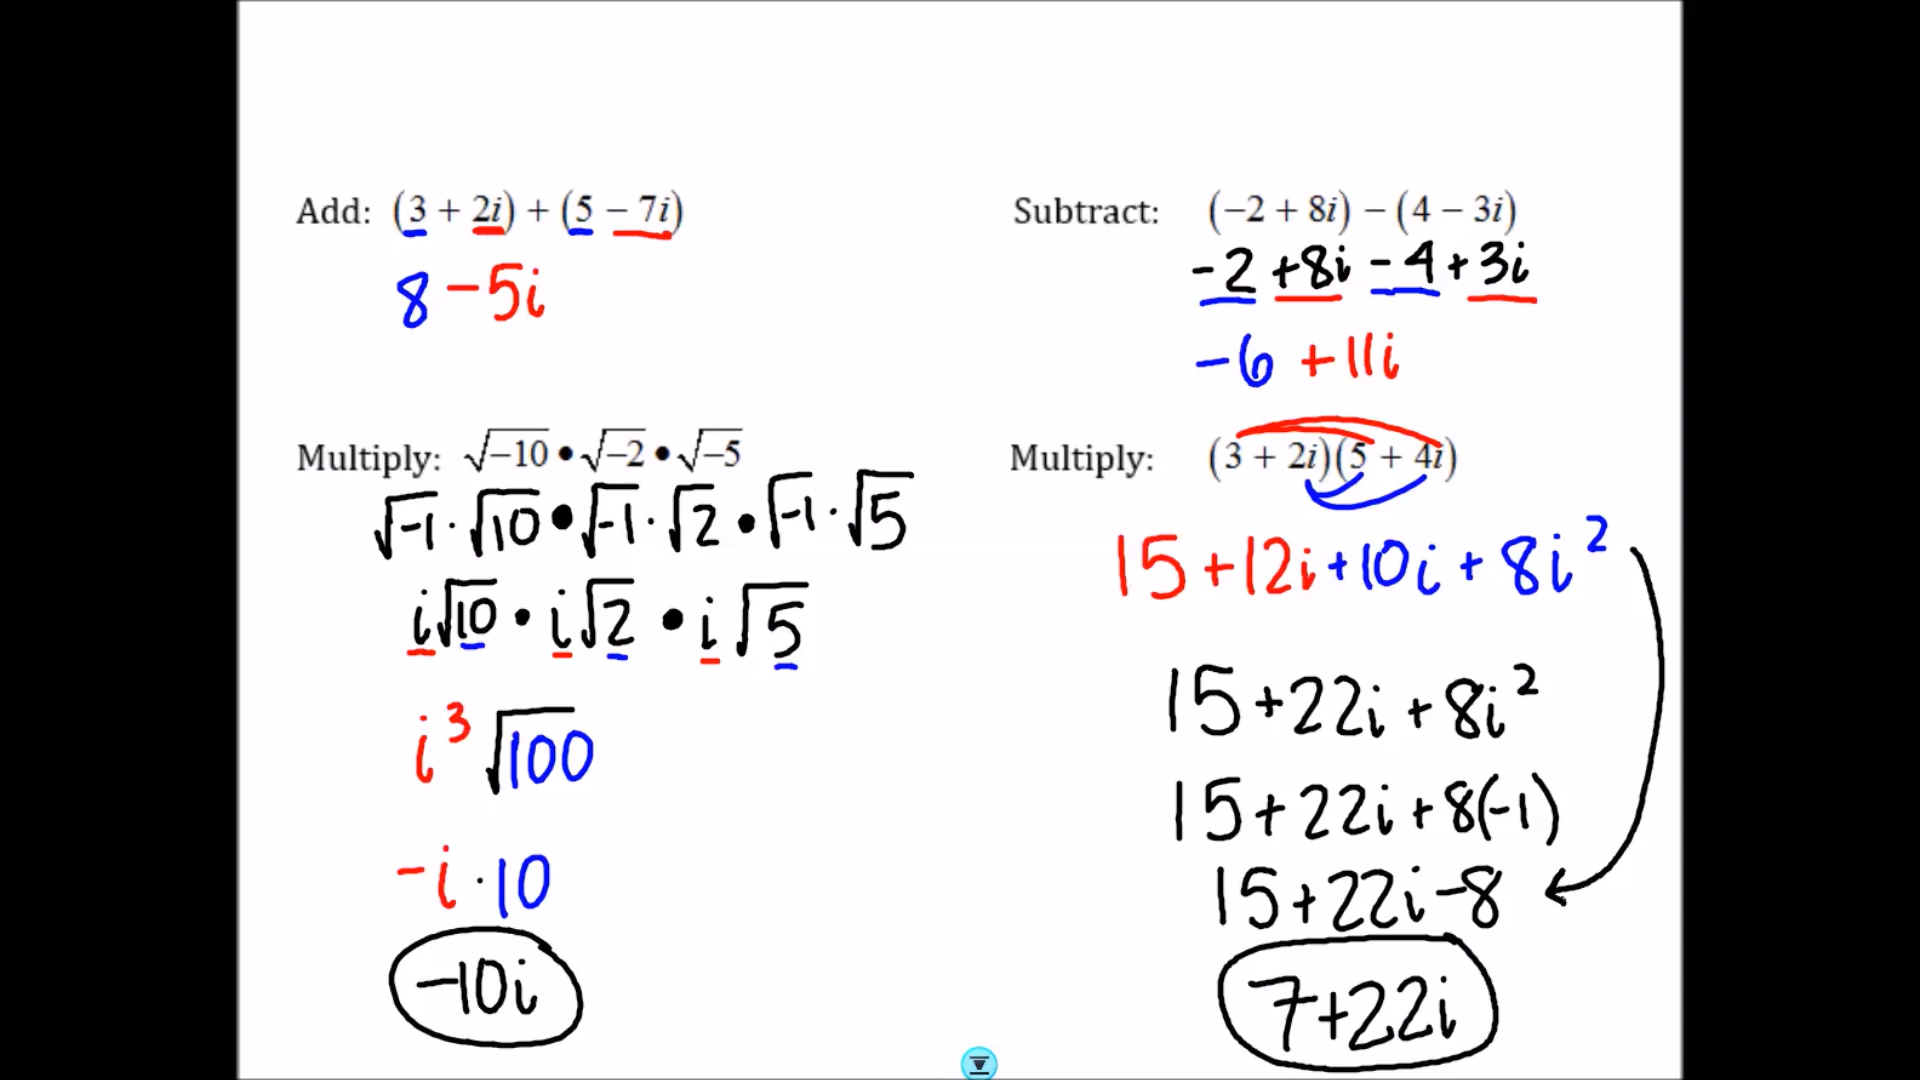 Add: (3 + 2i) + (5 − 7i)
8 − 5i
Subtract: (−2 + 8i) − (4 − 3i)
-2 +8i -4 +3i
-6 +11i
Multiply: √−10 • √−2 • √−5
√-1 · √10 • √-1 · √2 • √-1 · √5
i√10 • i√2 • i√5
i³ √100
-i · 10
-10i
Multiply: (3 + 2i)(5 + 4i)
15 + 12i + 10i + 8i²
15 + 22i + 8i²
15 + 22i + 8(-1)
15 + 22i - 8
7 + 22i